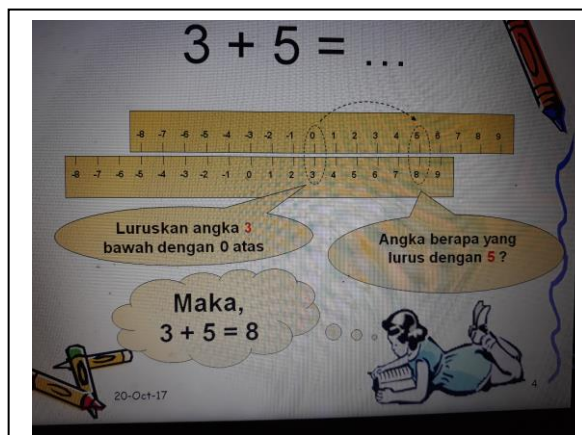 3 + 5 = ...
-8 -7 -6 -5 -4 -3 -2 -1 0 1 2 3 4 5 6 7 8 9
-8 -7 -6 -5 -4 -3 -2 -1 0 1 2 3 4 5 6 7 8 9
Luruskan angka 3
bawah dengan 0 atas
Angka berapa yang
lurus dengan 5 ?
Maka,
3 + 5 = 8
20-Oct-17
4